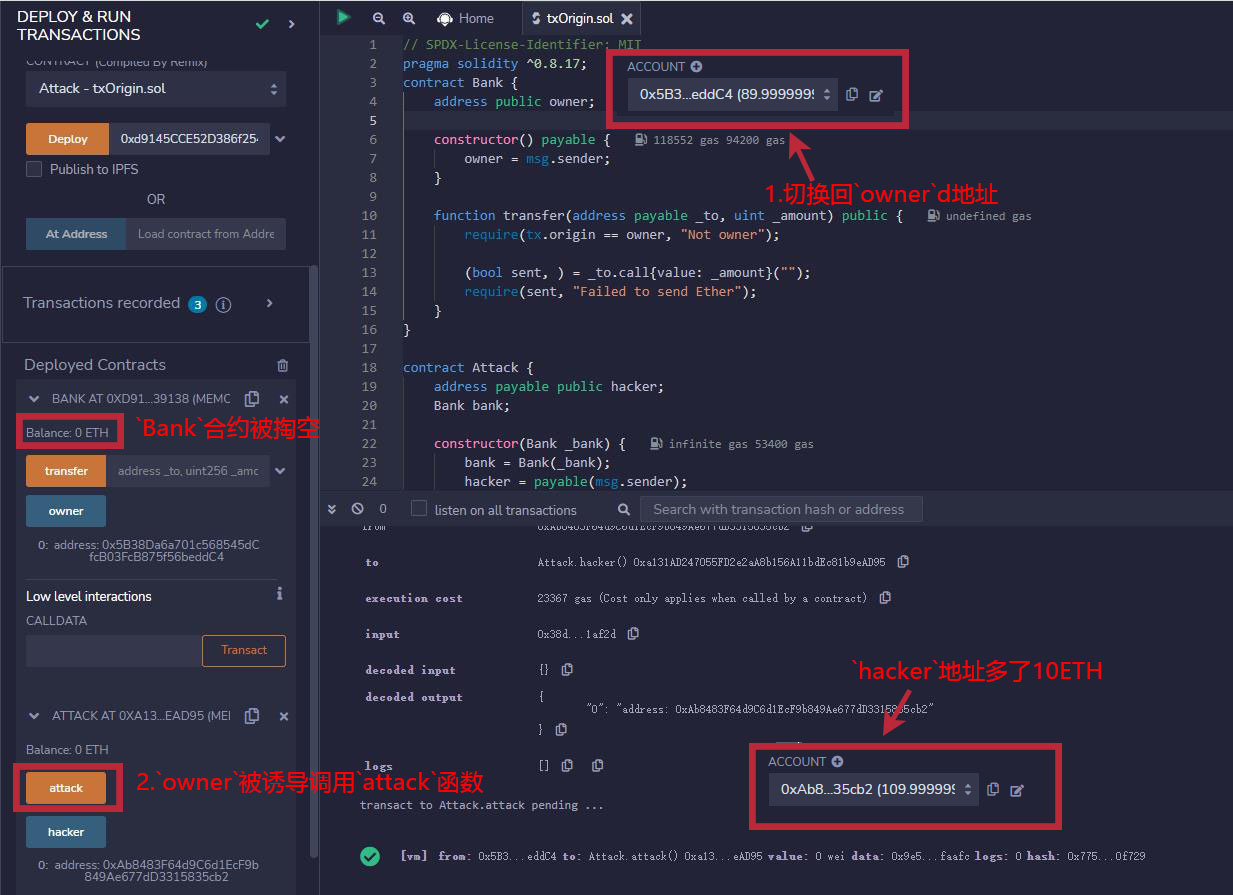 DEPLOY & RUN
TRANSACTIONS
CONTRACT (Compiled By Remix)
Attack - txOrigin.sol
Deploy
0xd9145CCE52D386f254
Publish to IPFS
OR
At Address
Load contract from Addre
Transactions recorded 3 i
Deployed Contracts
BANK AT 0XD91...39138 (MEMO
Balance: 0 ETH
`Bank`合约被掏空
transfer
address _to, uint256 _amo
owner
0: address: 0x5B38Da6a701c568545dC
fcB03FcB875f56beddC4
Low level interactions
i
CALLDATA
Transact
ATTACK AT 0XA13...EAD95 (MEI
Balance: 0 ETH
attack
2.`owner`被诱导调用`attack`函数
hacker
0: address: 0xAb8483F64d9C6d1EcF9b
849Ae677dD3315835cb2
Home
txOrigin.sol
1 // SPDX-License-Identifier: MIT
2 pragma solidity ^0.8.17;
3 contract Bank {
4 address public owner;
5
6 constructor() payable { 118552 gas 94200 gas
7 owner = msg.sender;
8 }
9
10 function transfer(address payable _to, uint _amount) public { undefined gas
11 require(tx.origin == owner, "Not owner");
12
13 (bool sent, ) = _to.call{value: _amount}("");
14 require(sent, "Failed to send Ether");
15 }
16 }
17
18 contract Attack {
19 address payable public hacker;
20 Bank bank;
21
22 constructor(Bank _bank) { infinite gas 53400 gas
23 bank = Bank(_bank);
24 hacker = payable(msg.sender);
ACCOUNT
0x5B3...eddC4 (89.9999999
1.切换回`owner`d地址
0
listen on all transactions
Search with transaction hash or address
from 0xAb8483F64d9C6d1EcF9b849Ae677dD3315835cb2
to Attack.hacker() 0xa131AD247055FD2e2aA8b156A11bdEc81b9eAD95
execution cost 23367 gas (Cost only applies when called by a contract)
input 0x38d...1af2d
decoded input {}
decoded output {
"0": "address: 0xAb8483F64d9C6d1EcF9b849Ae677dD3315835cb2"
}
logs []
`hacker`地址多了10ETH
ACCOUNT
0xAb8...35cb2 (109.999999
transact to Attack.attack pending ...
[vm] from: 0x5B3...eddC4 to: Attack.attack() 0xa13...eAD95 value: 0 wei data: 0x9e5...faafc logs: 0 hash: 0x775...0f729